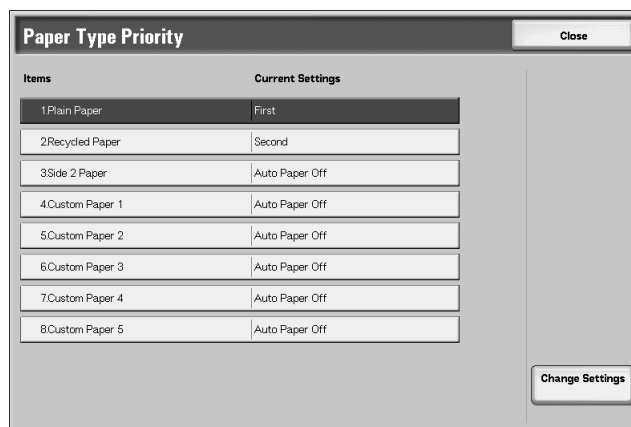 Paper Type Priority
Close
Items Current Settings
1.Plain Paper First
2.Recycled Paper Second
3.Side 2 Paper Auto Paper Off
4.Custom Paper 1 Auto Paper Off
5.Custom Paper 2 Auto Paper Off
6.Custom Paper 3 Auto Paper Off
7.Custom Paper 4 Auto Paper Off
8.Custom Paper 5 Auto Paper Off
Change Settings